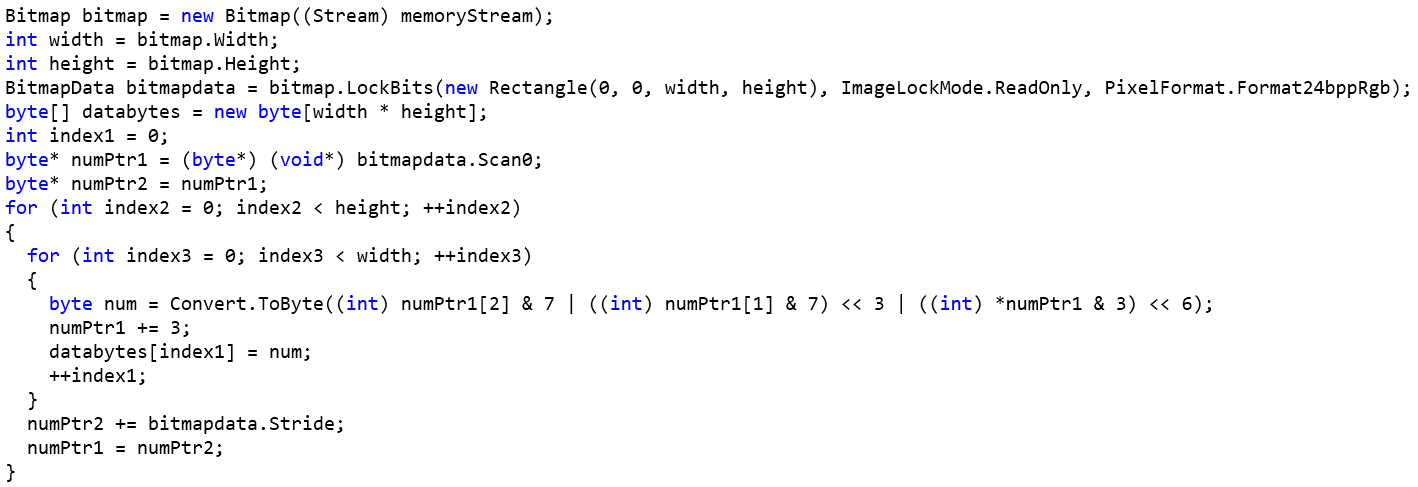 Bitmap bitmap = new Bitmap((Stream) memoryStream);
int width = bitmap.Width;
int height = bitmap.Height;
BitmapData bitmapdata = bitmap.LockBits(new Rectangle(0, 0, width, height), ImageLockMode.ReadOnly, PixelFormat.Format24bppRgb);
byte[] databytes = new byte[width * height];
int index1 = 0;
byte* numPtr1 = (byte*) (void*) bitmapdata.Scan0;
byte* numPtr2 = numPtr1;
for (int index2 = 0; index2 < height; ++index2)
{
  for (int index3 = 0; index3 < width; ++index3)
  {
    byte num = Convert.ToByte((int) numPtr1[2] & 7 | ((int) numPtr1[1] & 7) << 3 | ((int) *numPtr1 & 3) << 6);
    numPtr1 += 3;
    databytes[index1] = num;
    ++index1;
  }
  numPtr2 += bitmapdata.Stride;
  numPtr1 = numPtr2;
}